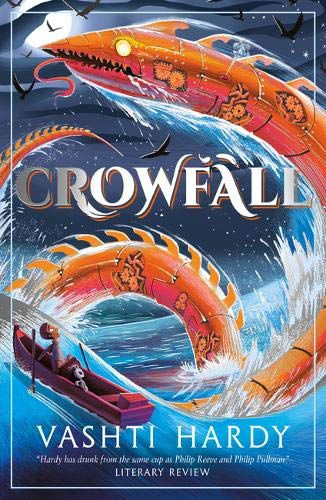 CROWFALL
VASHTI HARDY
"Hardy has drunk from the same cup as Philip Reeve and Philip Pullman"
LITERARY REVIEW